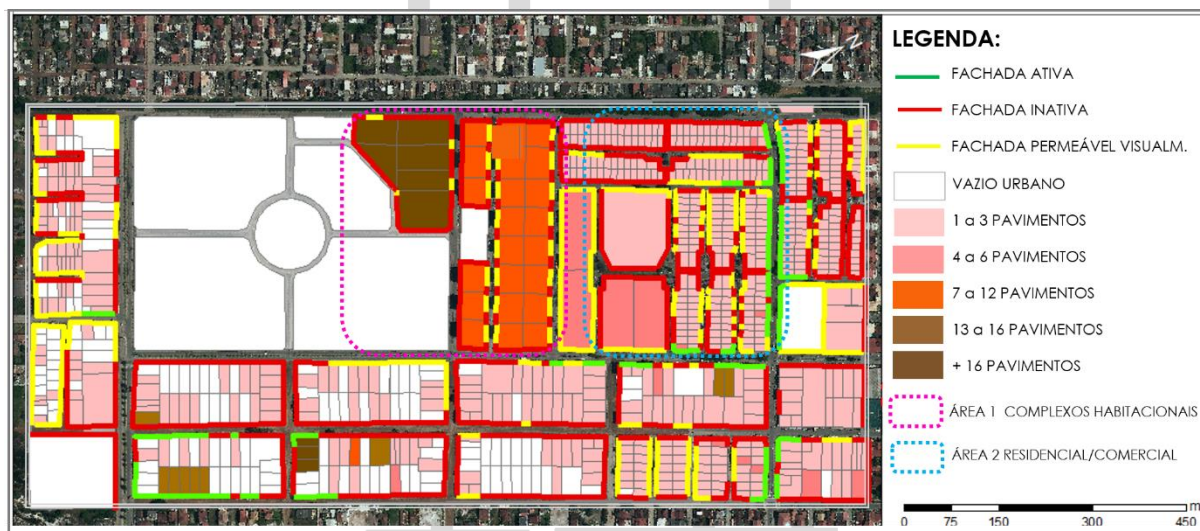 LEGENDA:
FACHADA ATIVA
FACHADA INATIVA
FACHADA PERMEÁVEL VISUALM.
VAZIO URBANO
1 a 3 PAVIMENTOS
4 a 6 PAVIMENTOS
7 a 12 PAVIMENTOS
13 a 16 PAVIMENTOS
+ 16 PAVIMENTOS
ÁREA 1 COMPLEXOS HABITACIONAIS
ÁREA 2 RESIDENCIAL/COMERCIAL
0 75 150 300 450 m